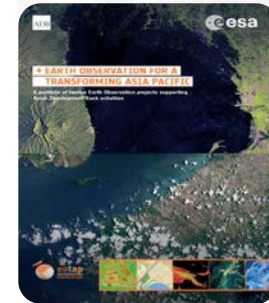 ADB
esa
+ EARTH OBSERVATION FOR A
TRANSFORMING ASIA PACIFIC
A portfolio of twelve Earth Observation projects supporting
Asian Development Bank activities
eotap